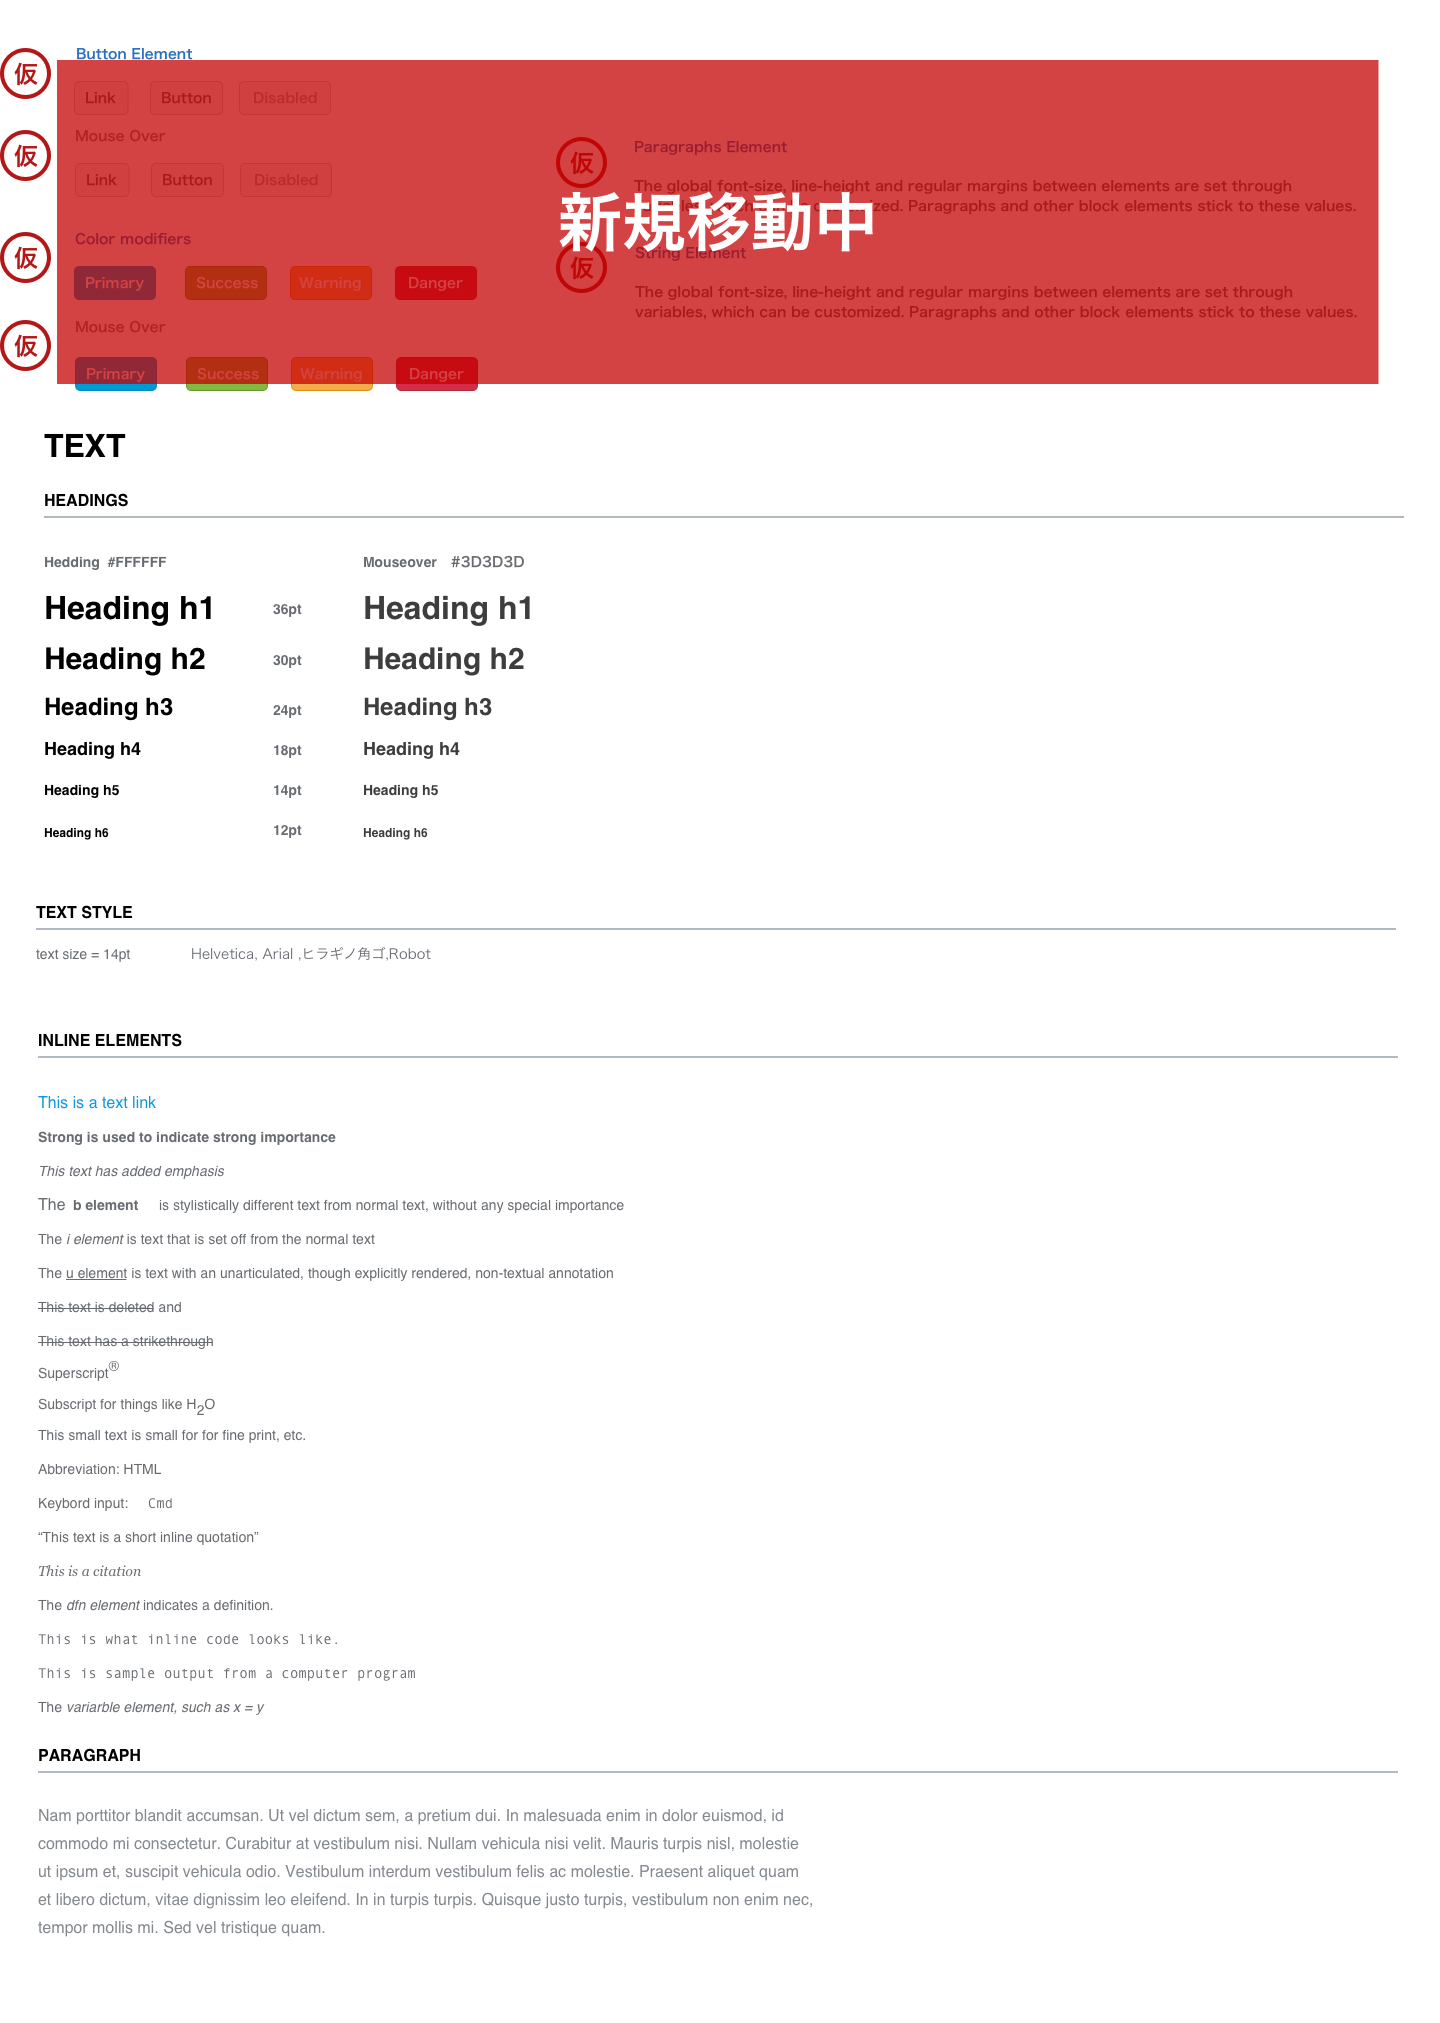 Button Element
仮
Link Button Disabled
Mouse Over
仮
Link Button Disabled
Color modifiers
仮
Primary Success Warning Danger
Mouse Over
仮
Primary Success Warning Danger
仮
Paragraphs Element
The global font-size, line-height and regular margins between elements are set through
customized. Paragraphs and other block elements stick to these values.
新規移動中
仮
String Element
The global font-size, line-height and regular margins between elements are set through
variables, which can be customized. Paragraphs and other block elements stick to these values.
TEXT
HEADINGS
Hedding #FFFFFF Mouseover #3D3D3D
Heading h1 36pt Heading h1
Heading h2 30pt Heading h2
Heading h3 24pt Heading h3
Heading h4 18pt Heading h4
Heading h5 14pt Heading h5
Heading h6 12pt Heading h6
TEXT STYLE
text size = 14pt Helvetica, Arial ,ヒラギノ角ゴ,Robot
INLINE ELEMENTS
This is a text link
Strong is used to indicate strong importance
This text has added emphasis
The b element is stylistically different text from normal text, without any special importance
The i element is text that is set off from the normal text
The u element is text with an unarticulated, though explicitly rendered, non-textual annotation
This text is deleted and
This text has a strikethrough
Superscript®
Subscript for things like H2O
This small text is small for for fine print, etc.
Abbreviation: HTML
Keybord input: Cmd
“This text is a short inline quotation”
This is a citation
The dfn element indicates a definition.
This is what inline code looks like.
This is sample output from a computer program
The variarble element, such as x = y
PARAGRAPH
Nam porttitor blandit accumsan. Ut vel dictum sem, a pretium dui. In malesuada enim in dolor euismod, id
commodo mi consectetur. Curabitur at vestibulum nisi. Nullam vehicula nisi velit. Mauris turpis nisl, molestie
ut ipsum et, suscipit vehicula odio. Vestibulum interdum vestibulum felis ac molestie. Praesent aliquet quam
et libero dictum, vitae dignissim leo eleifend. In in turpis turpis. Quisque justo turpis, vestibulum non enim nec,
tempor mollis mi. Sed vel tristique quam.